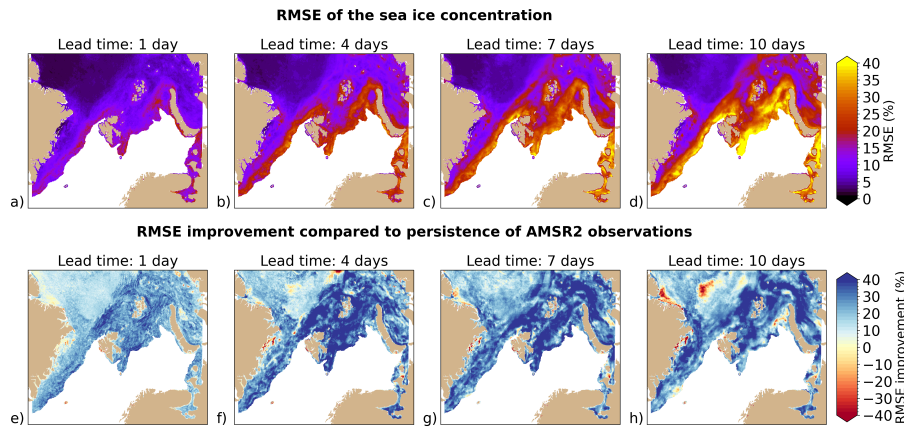 RMSE of the sea ice concentration
Lead time: 1 day
Lead time: 4 days
Lead time: 7 days
Lead time: 10 days
a)
b)
c)
d)
40
35
30
25
20
15
10
5
0
RMSE (%)
RMSE improvement compared to persistence of AMSR2 observations
Lead time: 1 day
Lead time: 4 days
Lead time: 7 days
Lead time: 10 days
e)
f)
g)
h)
40
30
20
10
0
−10
−20
−30
−40
RMSE improvement (%)